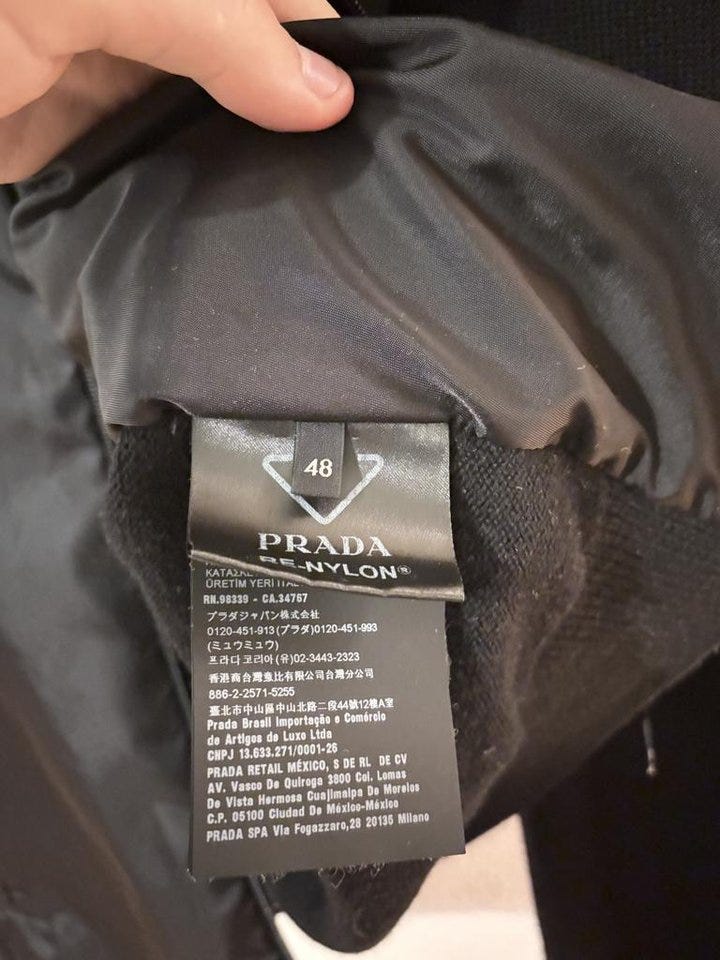 48
PRADA
RE-NYLON®
ÜRETİM YERİ
RN.98339 - CA.34767
プラダジャパン株式会社
0120-451-913(プラダ)0120-451-993
(ミュウミュウ)
프라다코리아(유)02-3443-2323
香港商台灣璞比有限公司台灣分公司
886-2-2571-5255
臺北市中山區中山北路二段44號12樓A室
Prada Brasil Importação e Comércio
de Artigos de Luxo Ltda
CNPJ 13.633.271/0001-26
PRADA RETAIL MÉXICO, S DE RL DE CV
AV. Vasco De Quiroga 3800 Col. Lomas
De Vista Hermosa Cuajimalpa De Morelos
C.P. 05100 Ciudad De México-México
PRADA SPA Via Fogazzaro,28 20135 Milano